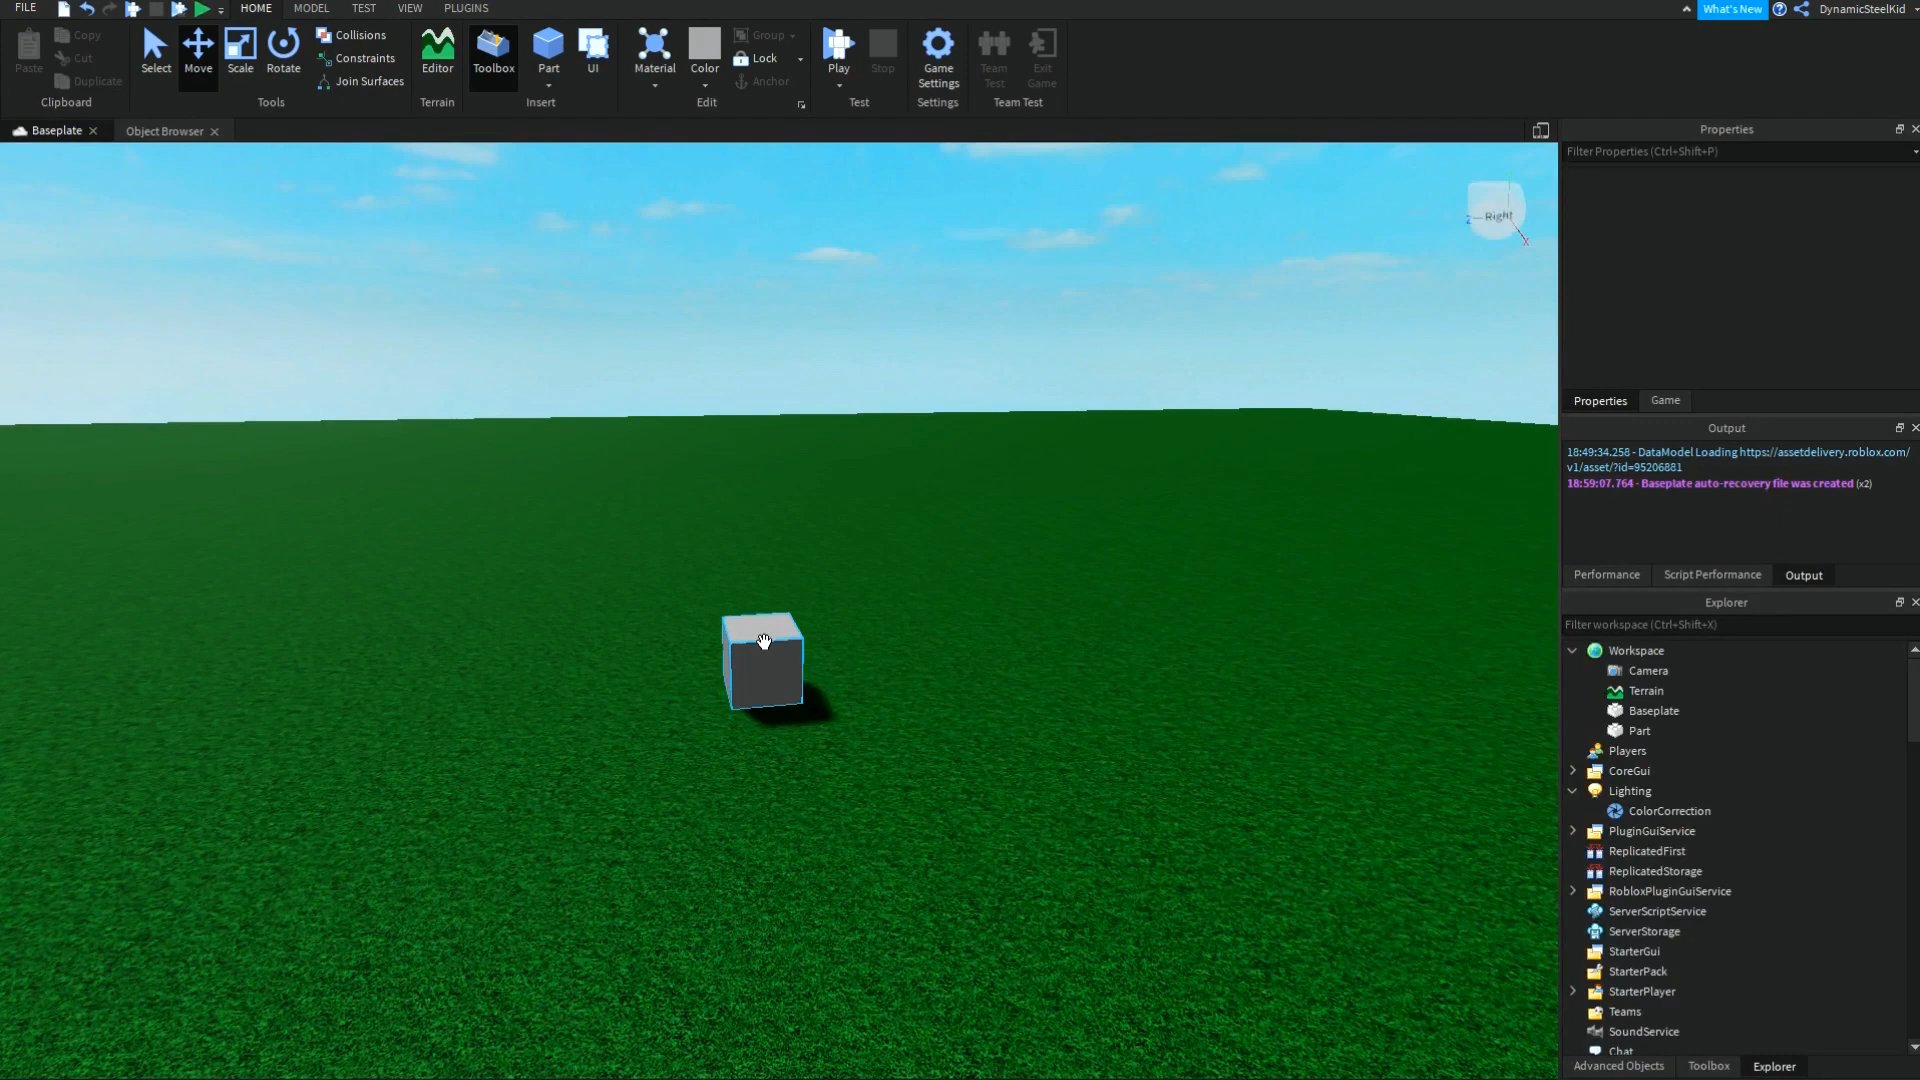 FILE HOME MODEL TEST VIEW PLUGINS What's New DynamicSteelKid
Paste Copy Cut Duplicate Clipboard
Select Move Scale Rotate Collisions Constraints Join Surfaces Tools
Editor Terrain
Toolbox Part UI Insert
Material Color Group Lock Anchor Edit
Play Stop Test
Game Settings Settings
Team Test Exit Game Team Test
Baseplate Object Browser
Right
Z
X
Properties
Filter Properties (Ctrl+Shift+P)
Properties Game
Output
18:49:34.258 - DataModel Loading https://assetdelivery.roblox.com/
v1/asset/?id=95206881
18:59:07.764 - Baseplate auto-recovery file was created (x2)
Performance Script Performance Output
Explorer
Filter workspace (Ctrl+Shift+X)
Workspace
Camera
Terrain
Baseplate
Part
Players
CoreGui
Lighting
ColorCorrection
PluginGuiService
ReplicatedFirst
ReplicatedStorage
RobloxPluginGuiService
ServerScriptService
ServerStorage
StarterGui
StarterPack
StarterPlayer
Teams
SoundService
Chat
Advanced Objects Toolbox Explorer